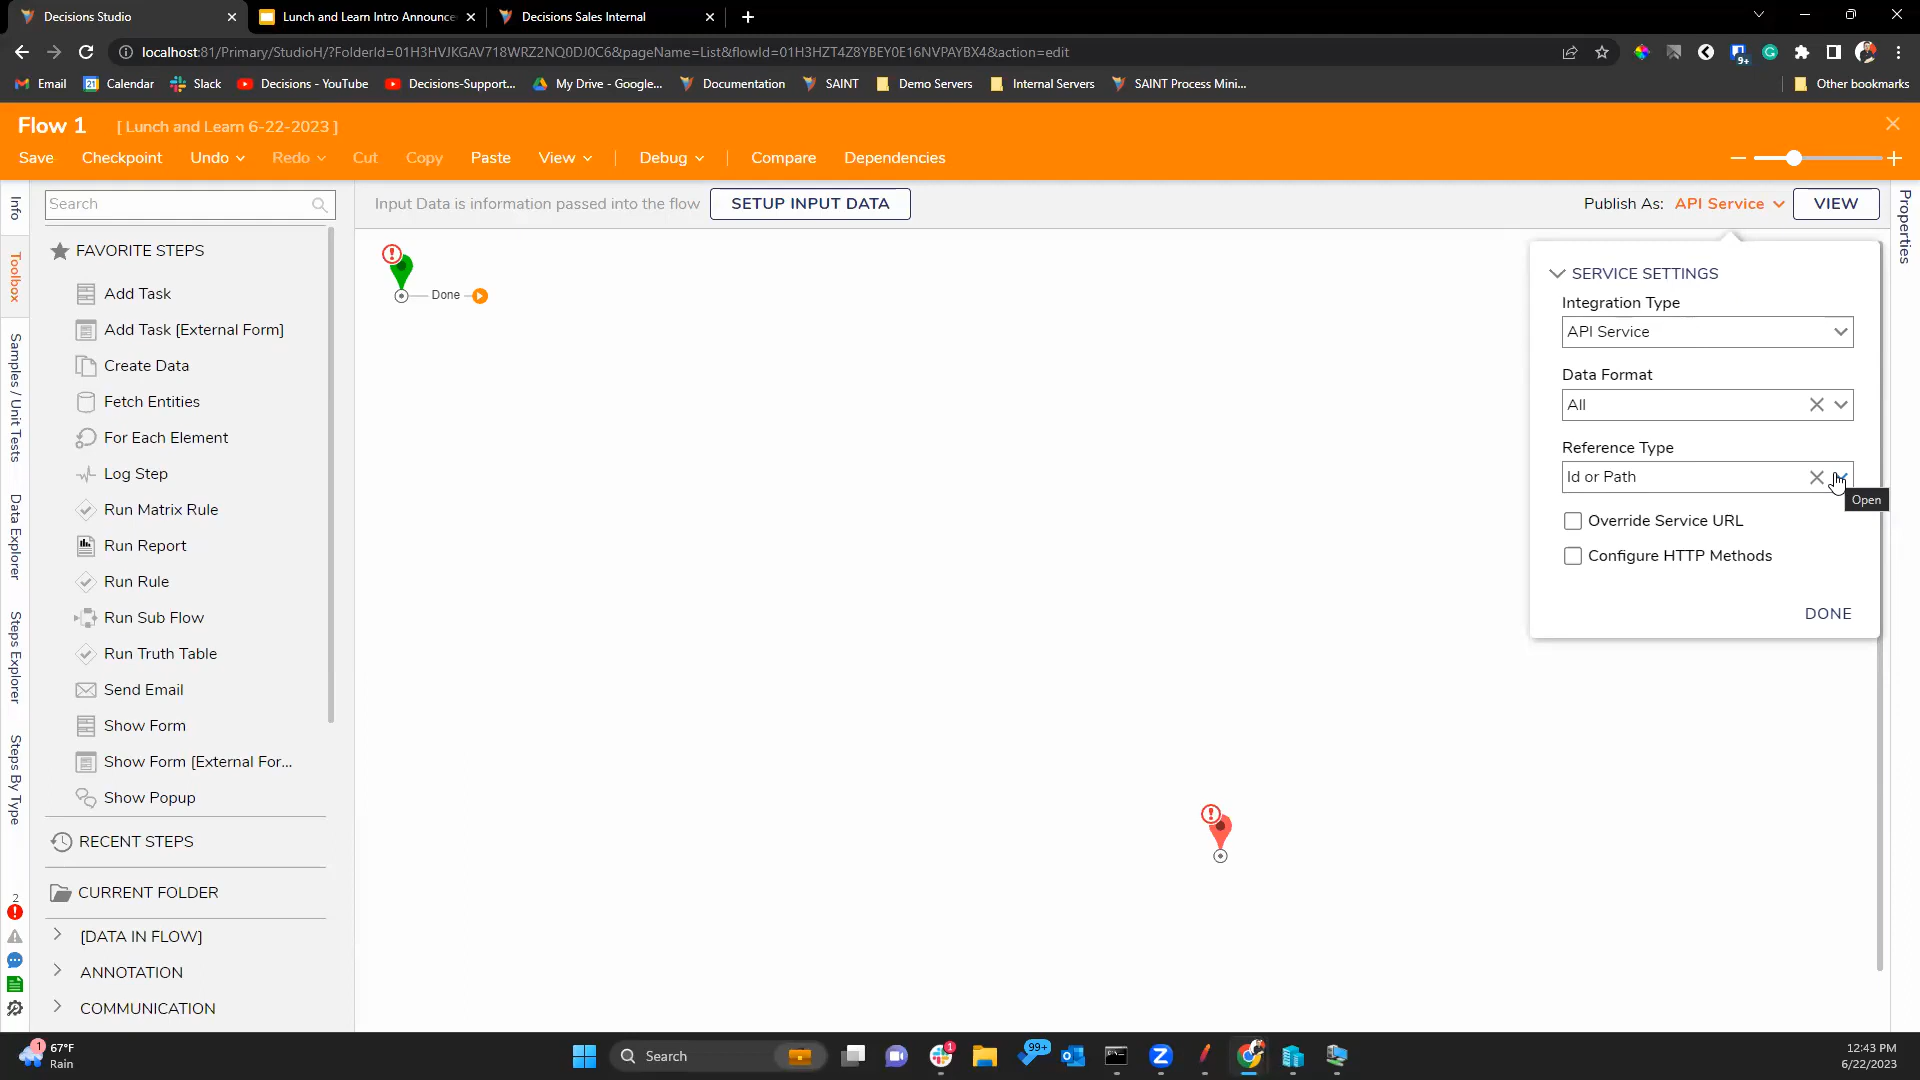 Decisions Studio
Lunch and Learn Intro Announce
Decisions Sales Internal
localhost:81/Primary/StudioH/?FolderId=01H3HVJKGAV718WRZ2NQ0DJ0C6&pageName=List&flowId=01H3HZT4Z8YBEY0E16NVPAYBX4&action=edit
9+
Email
Calendar
Slack
Decisions - YouTube
Decisions-Support...
My Drive - Google...
Documentation
SAINT
Demo Servers
Internal Servers
SAINT Process Mini...
Other bookmarks
Flow 1 [ Lunch and Learn 6-22-2023 ]
Save
Checkpoint
Undo
Redo
Cut
Copy
Paste
View
Debug
Compare
Dependencies
Info
Toolbox
Samples / Unit Tests
Data Explorer
Steps Explorer
Steps By Type
2
Search
FAVORITE STEPS
Add Task
Add Task [External Form]
Create Data
Fetch Entities
For Each Element
Log Step
Run Matrix Rule
Run Report
Run Rule
Run Sub Flow
Run Truth Table
Send Email
Show Form
Show Form [External For...
Show Popup
RECENT STEPS
CURRENT FOLDER
[DATA IN FLOW]
ANNOTATION
COMMUNICATION
Input Data is information passed into the flow
SETUP INPUT DATA
Publish As: API Service
VIEW
Properties
Done
SERVICE SETTINGS
Integration Type
API Service
Data Format
All
Reference Type
Id or Path
Open
Override Service URL
Configure HTTP Methods
DONE
1
67°F
Rain
Search
1
99+
12:43 PM
6/22/2023